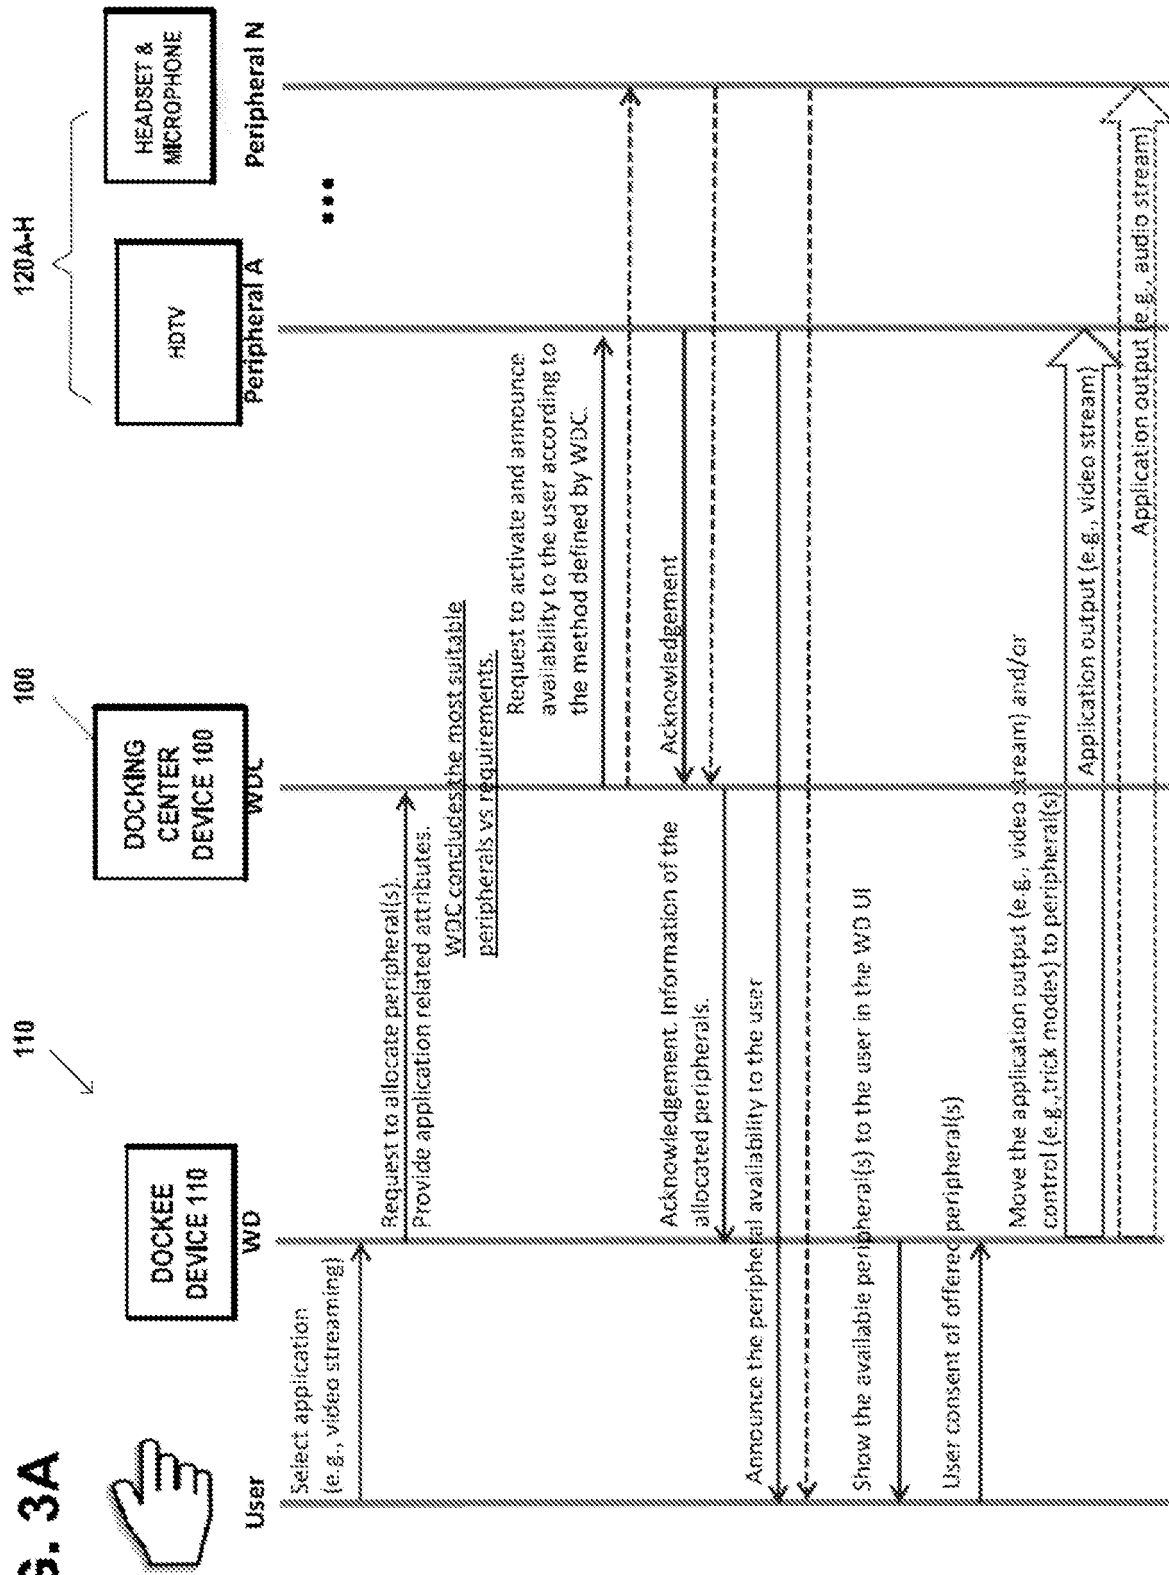 G. 3A
110
100
120A-H
DOCKEE
DEVICE 110
DOCKING
CENTER
DEVICE 100
HDTV
HEADSET &
MICROPHONE
User
WD
WDC
Peripheral A
Peripheral N
Select application
(e.g., video streaming)
Request to allocate peripheral(s).
Provide application related attributes.
WDC concludes the most suitable
peripherals vs requirements.
Request to activate and announce
availability to the user according to
the method defined by WDC.
Acknowledgement
Acknowledgement. Information of the
allocated peripherals.
Announce the peripheral availability to the user
Show the available peripheral(s) to the user in the WD UI
User consent of offered peripheral(s)
Move the application output (e.g., video stream) and/or
control (e.g., trick modes) to peripheral(s)
Application output (e.g., video stream)
Application output (e.g., audio stream)